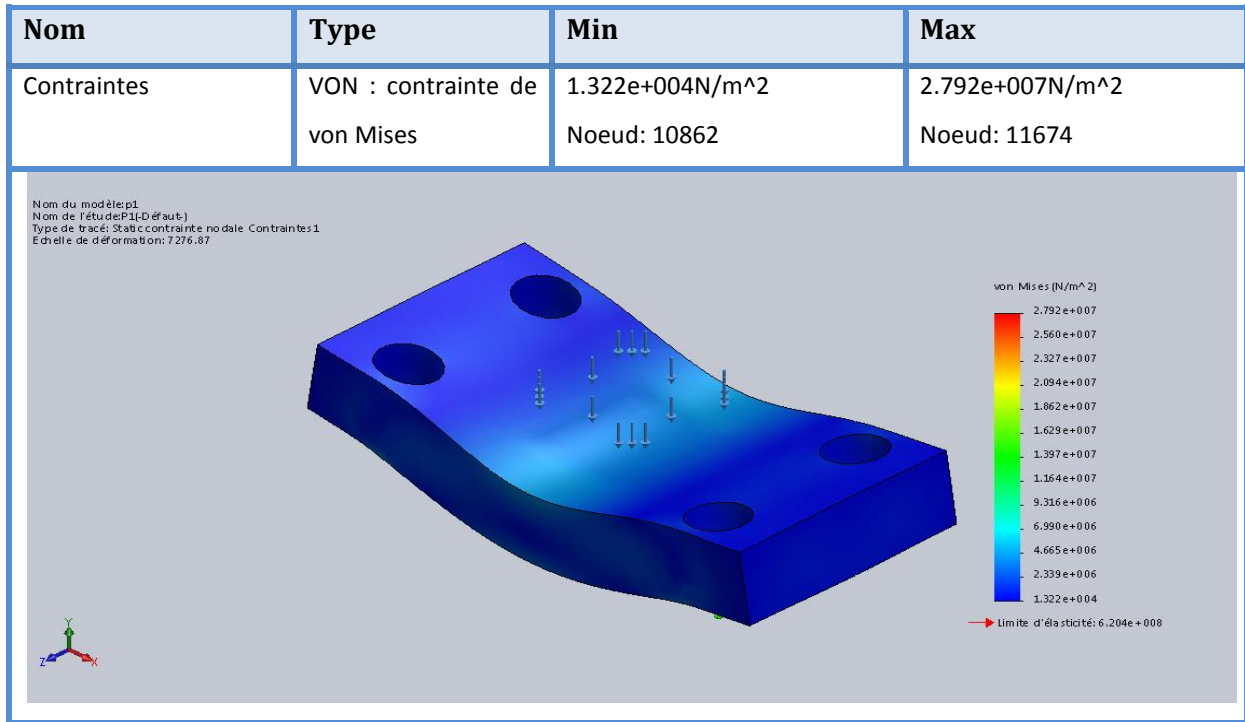 Nom Type Min Max
Contraintes VON : contrainte de 1.322e+004N/m^2 2.792e+007N/m^2
von Mises Noeud: 10862 Noeud: 11674
Nom du modèle:p1
Nom de l'étude:P1(-Défaut-)
Type de tracé: Static contrainte nodale Contraintes1
Echelle de déformation: 7276.87
von Mises (N/m^2)
2.792e+007
2.560e+007
2.327e+007
2.094e+007
1.862e+007
1.629e+007
1.397e+007
1.164e+007
9.316e+006
6.990e+006
4.665e+006
2.339e+006
1.322e+004
Limite d'élasticité: 6.204e+008
Y
Z
X